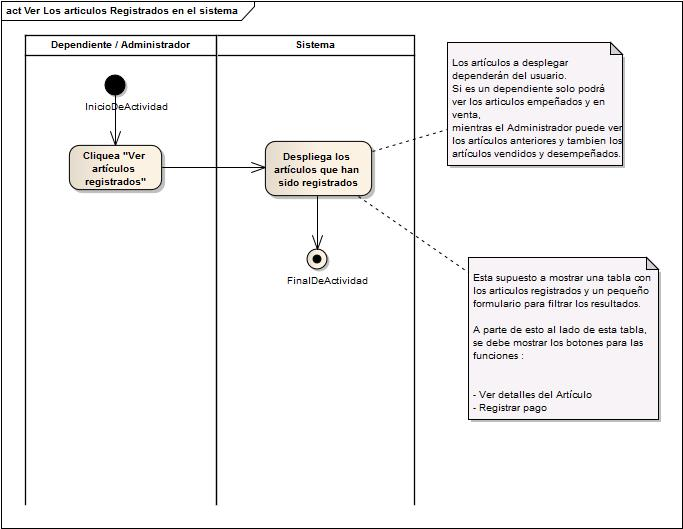 act Ver Los articulos Registrados en el sistema
Dependiente / Administrador
Sistema
InicioDeActividad
Cliquea "Ver
artículos
registrados"
Despliega los
artículos que han
sido registrados
FinalDeActividad
Los artículos a desplegar
dependerán del usuario.
Si es un dependiente solo podrá
ver los articulos empeñados y en
venta,
mientras el Administrador puede ver
los artículos anteriores y tambien los
artículos vendidos y desempeñados.
Esta supuesto a mostrar una tabla con
los articulos registrados y un pequeño
formulario para filtrar los resultados.
A parte de esto al lado de esta tabla,
se debe mostrar los botones para las
funciones :
- Ver detalles del Artículo
- Registrar pago